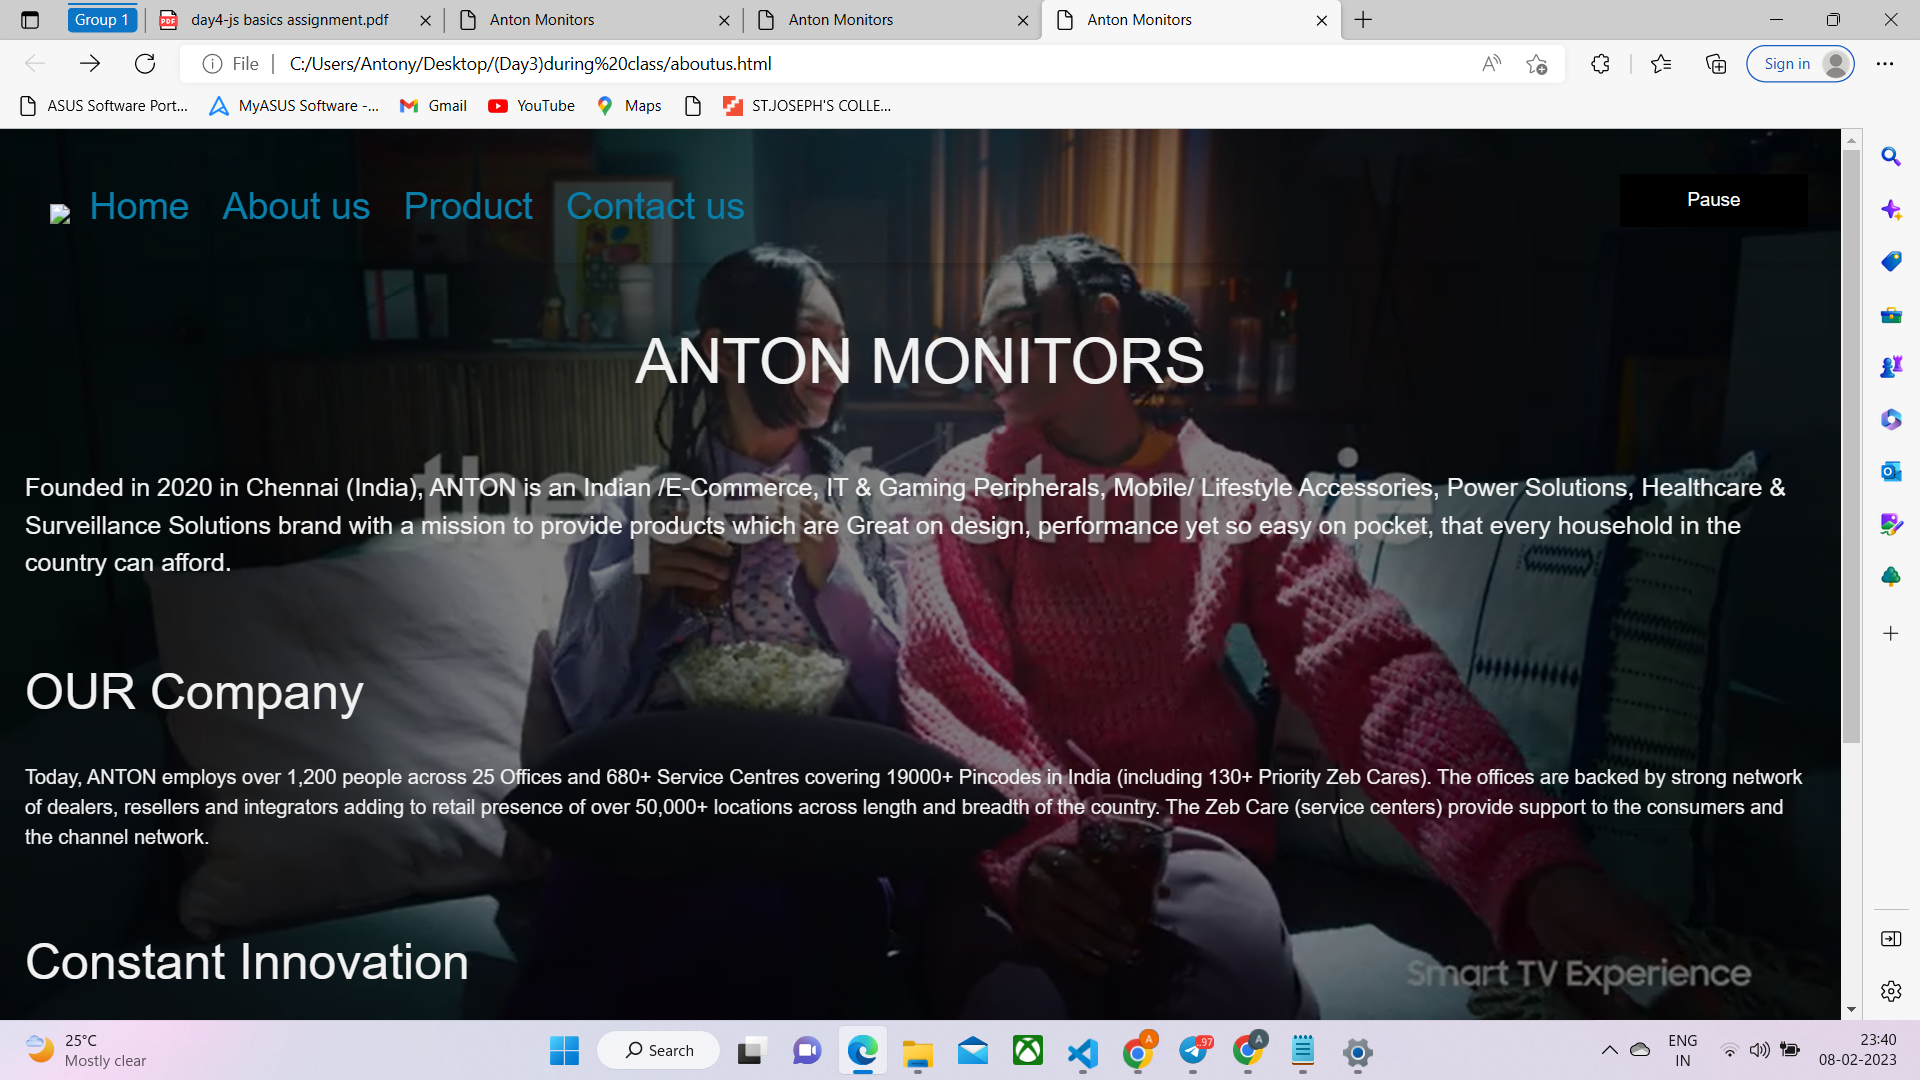 Group 1
day4-js basics assignment.pdf
Anton Monitors
Anton Monitors
Anton Monitors
File
C:/Users/Antony/Desktop/(Day3)during%20class/aboutus.html
Sign in
ASUS Software Port...
MyASUS Software -...
Gmail
YouTube
Maps
ST.JOSEPH'S COLLE...
Home About us Product Contact us
Pause
ANTON MONITORS
Founded in 2020 in Chennai (India), ANTON is an Indian /E-Commerce, IT & Gaming Peripherals, Mobile/ Lifestyle Accessories, Power Solutions, Healthcare &
Surveillance Solutions brand with a mission to provide products which are Great on design, performance yet so easy on pocket, that every household in the
country can afford.
OUR Company
Today, ANTON employs over 1,200 people across 25 Offices and 680+ Service Centres covering 19000+ Pincodes in India (including 130+ Priority Zeb Cares). The offices are backed by strong network
of dealers, resellers and integrators adding to retail presence of over 50,000+ locations across length and breadth of the country. The Zeb Care (service centers) provide support to the consumers and
the channel network.
Constant Innovation
Smart TV Experience
25°C
Mostly clear
Search
ENG
IN
23:40
08-02-2023